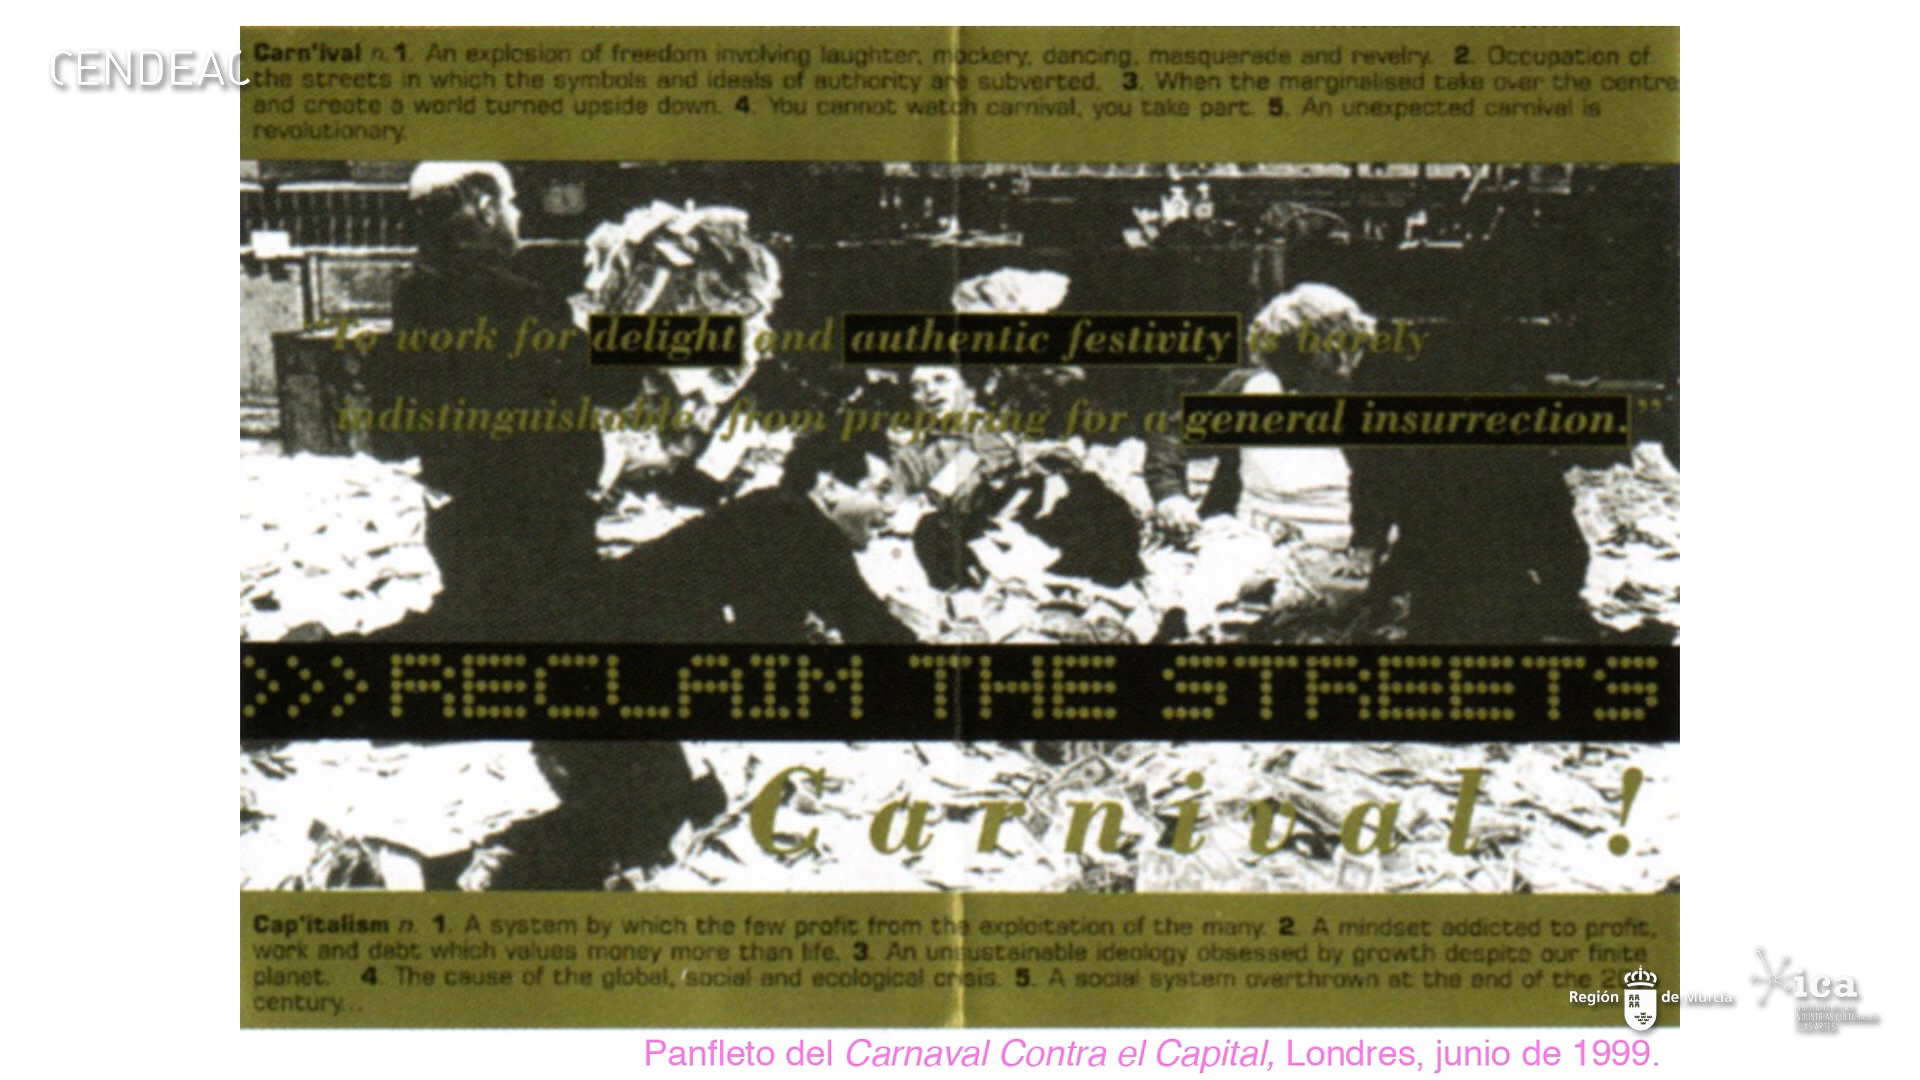 CENDEAC
Carn'ival n. 1. An explosion of freedom involving laughter, mockery, dancing, masquerade and revelry. 2. Occupation of
the streets in which the symbols and ideals of authority are subverted. 3. When the marginalised take over the centre
and create a world turned upside down. 4. You cannot watch carnival, you take part. 5. An unexpected carnival is
revolutionary.
"To work for delight and authentic festivity is barely
indistinguishable from preparing for a general insurrection."
>>> RECLAIM THE STREETS
Carnival !
Cap'italism n. 1. A system by which the few profit from the exploitation of the many. 2. A mindset addicted to profit,
work and debt which values money more than life. 3. An unsustainable ideology obsessed by growth despite our finite
planet. 4. The cause of the global, social and ecological crisis. 5. A social system overthrown at the end of the
century...
Región de Murcia
ica
Panfleto del Carnaval Contra el Capital, Londres, junio de 1999.